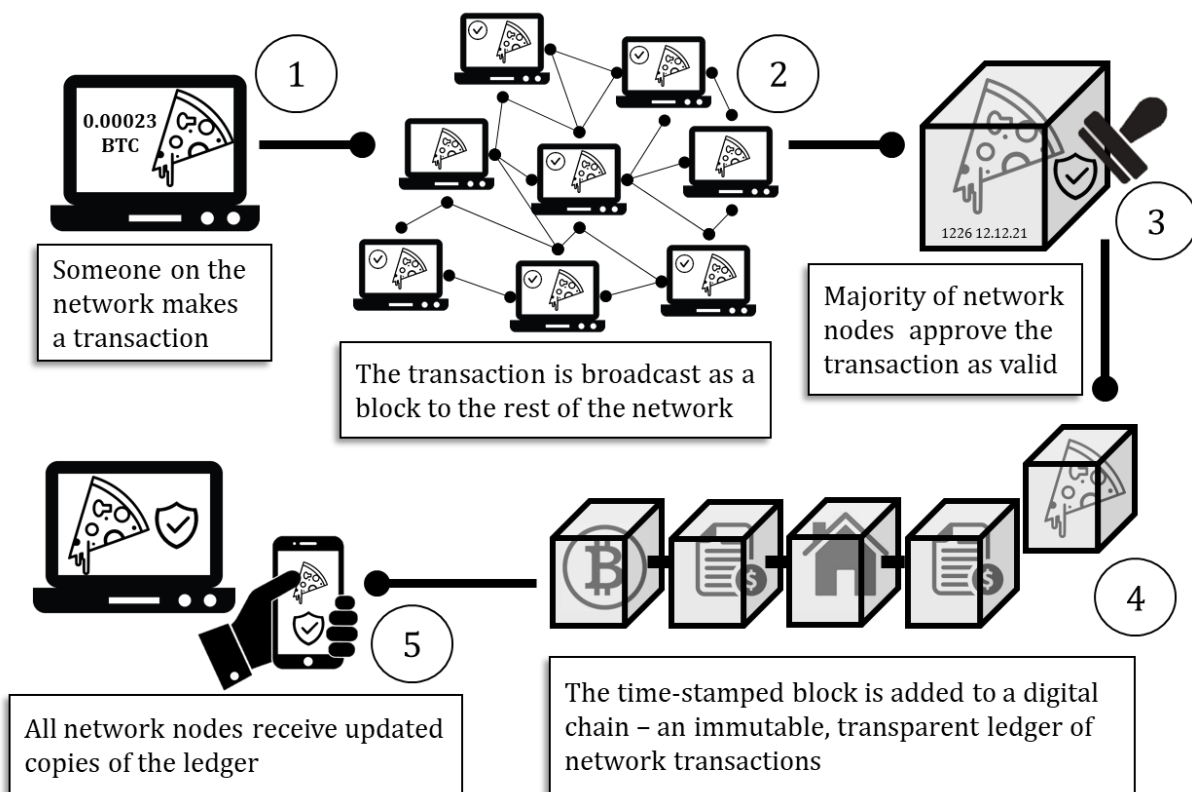 1
0.00023
BTC
Someone on the
network makes
a transaction
2
The transaction is broadcast as a
block to the rest of the network
1226 12.12.21
3
Majority of network
nodes approve the
transaction as valid
4
$
$
The time-stamped block is added to a digital
chain – an immutable, transparent ledger of
network transactions
5
All network nodes receive updated
copies of the ledger